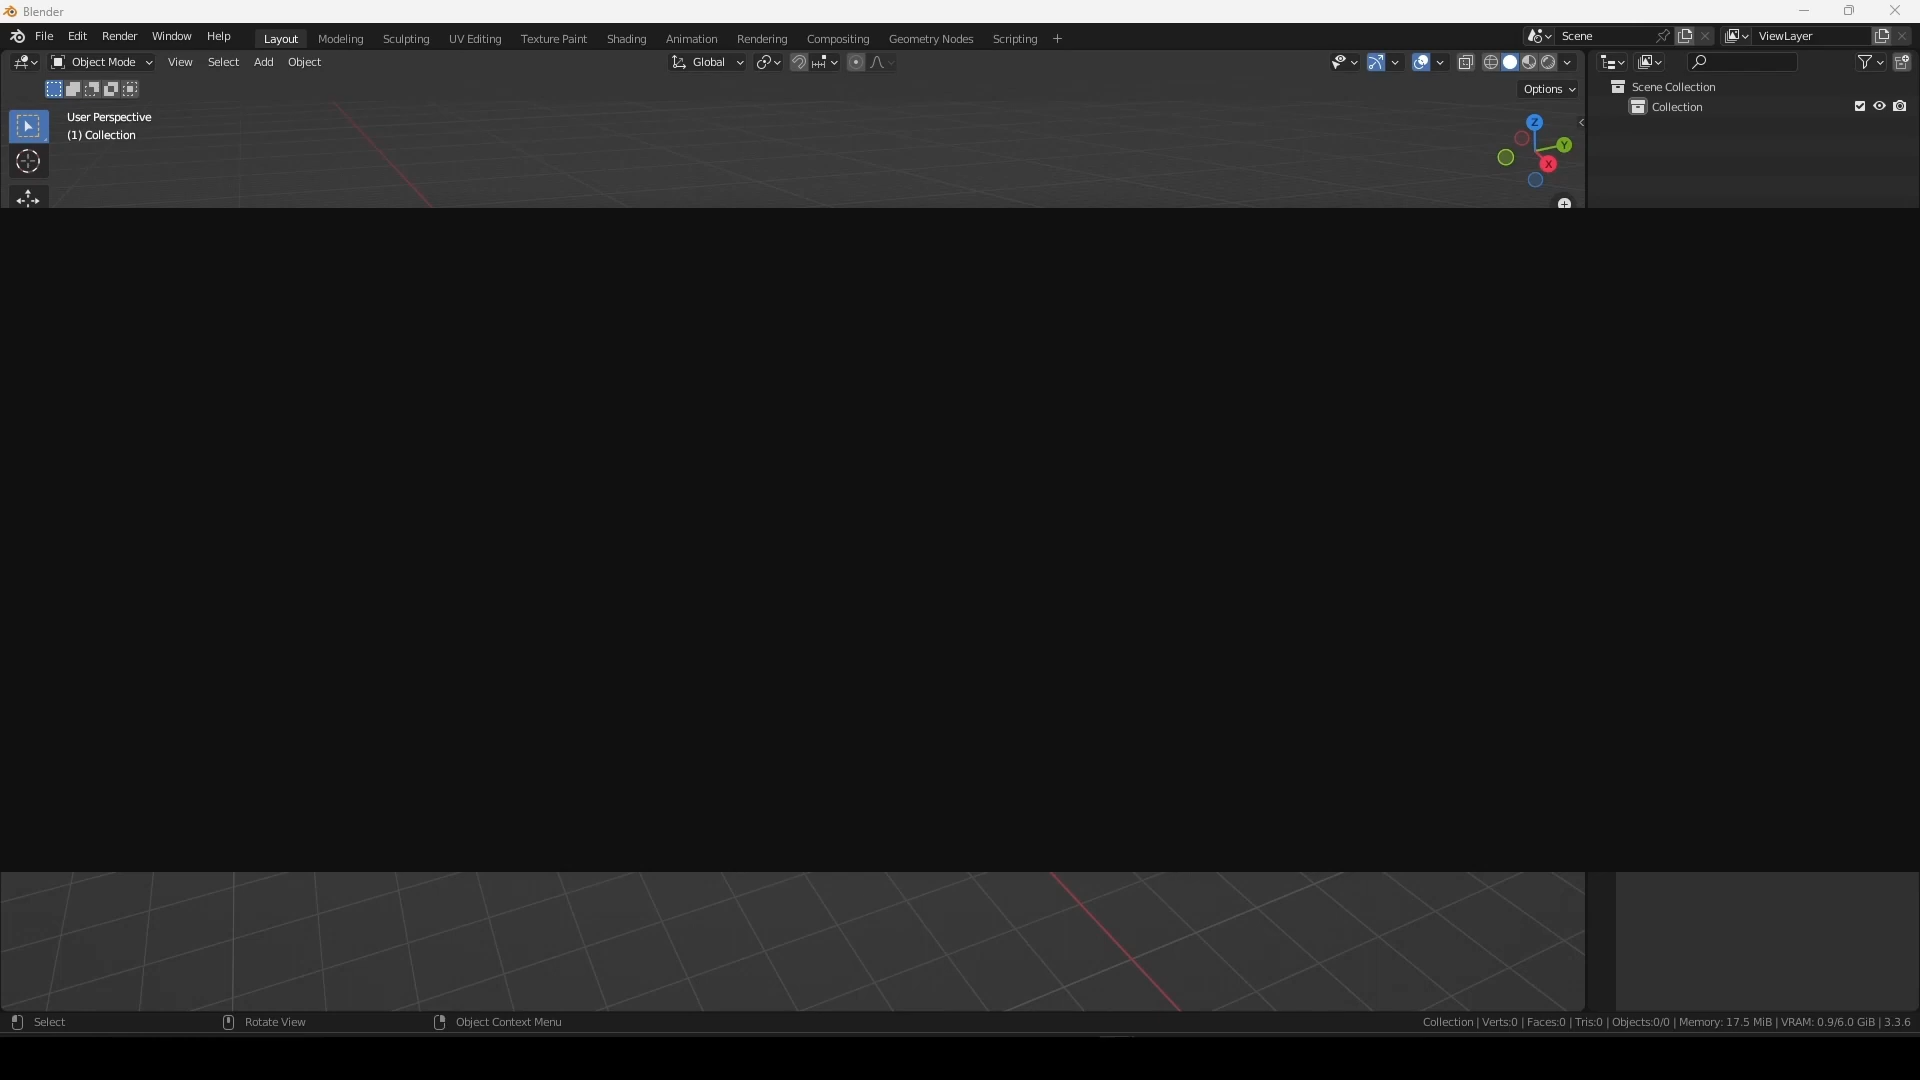 Blender
File Edit Render Window Help Layout Modeling Sculpting UV Editing Texture Paint Shading Animation Rendering Compositing Geometry Nodes Scripting + Scene ViewLayer
Object Mode View Select Add Object Global
Options
User Perspective
(1) Collection
Scene Collection
Collection
Z
Y
X
Select Rotate View Object Context Menu Collection | Verts:0 | Faces:0 | Tris:0 | Objects:0/0 | Memory: 17.5 MiB | VRAM: 0.9/6.0 GiB | 3.3.6